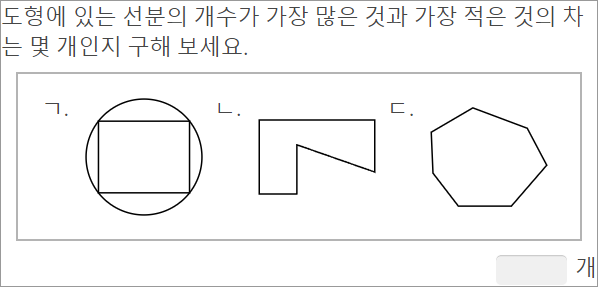 도형에 있는 선분의 개수가 가장 많은 것과 가장 적은 것의 차
는 몇 개인지 구해 보세요.
ㄱ. ㄴ. ㄷ.
개